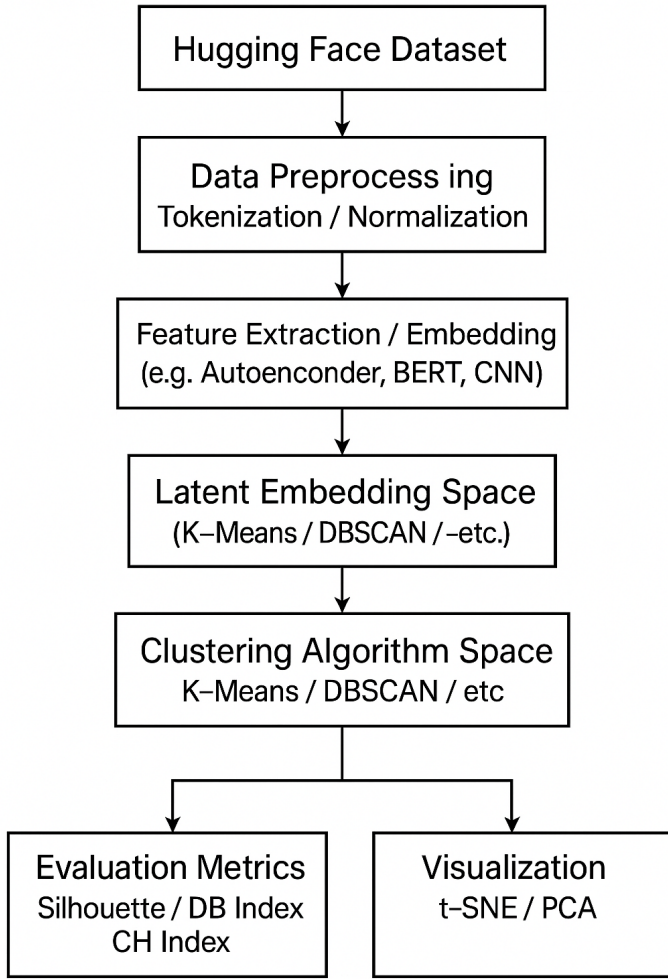 Hugging Face Dataset
Data Preprocess ing
Tokenization / Normalization
Feature Extraction / Embedding
(e.g. Autoenconder, BERT, CNN)
Latent Embedding Space
(K–Means / DBSCAN / –etc.)
Clustering Algorithm Space
K–Means / DBSCAN / etc
Evaluation Metrics
Silhouette / DB Index
CH Index
Visualization
t–SNE / PCA